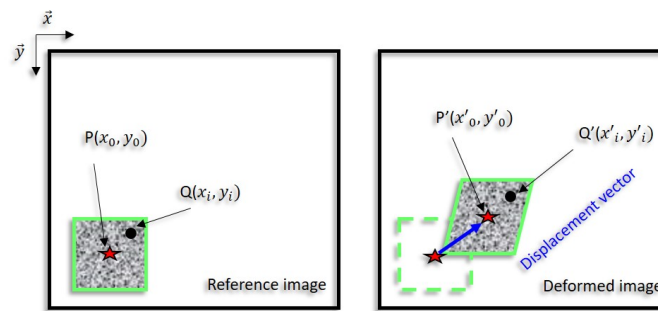 x⃗
y⃗
P(x₀, y₀)
Q(xᵢ, yᵢ)
Reference image
P’(x′₀, y′₀)
Q’(x′ᵢ, y′ᵢ)
Displacement vector
Deformed image